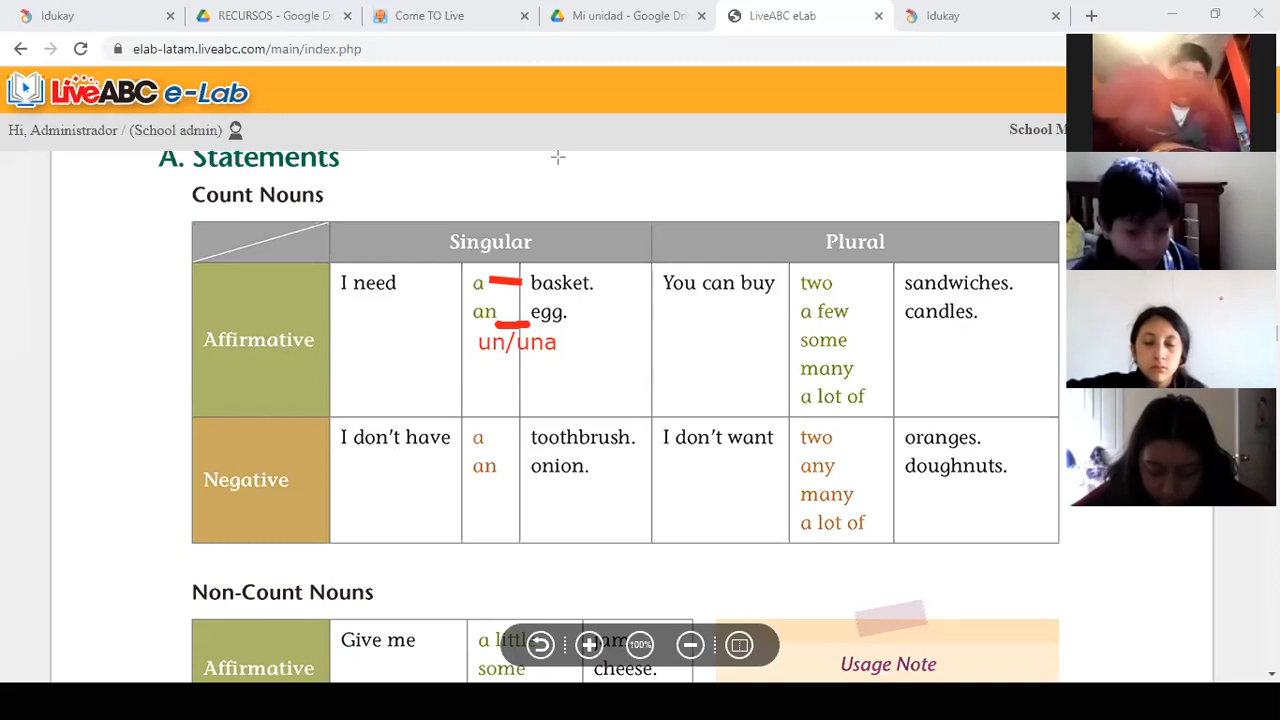 Idukay
RECURSOS - Google Dr
Come TO Live
Mi unidad - Google Dri
LiveABC eLab
Idukay
elab-latam.liveabc.com/main/index.php
LiveABC e-Lab
Hi, Administrador / (School admin)
School M
A. Statements
Count Nouns
Singular
Plural
Affirmative
I need
a
an
un/una
basket.
egg.
You can buy
two
a few
some
many
a lot of
sandwiches.
candles.
Negative
I don't have
a
an
toothbrush.
onion.
I don't want
two
any
many
a lot of
oranges.
doughnuts.
Non-Count Nouns
Affirmative
Give me
a littl
some
jam
cheese.
100%
Usage Note